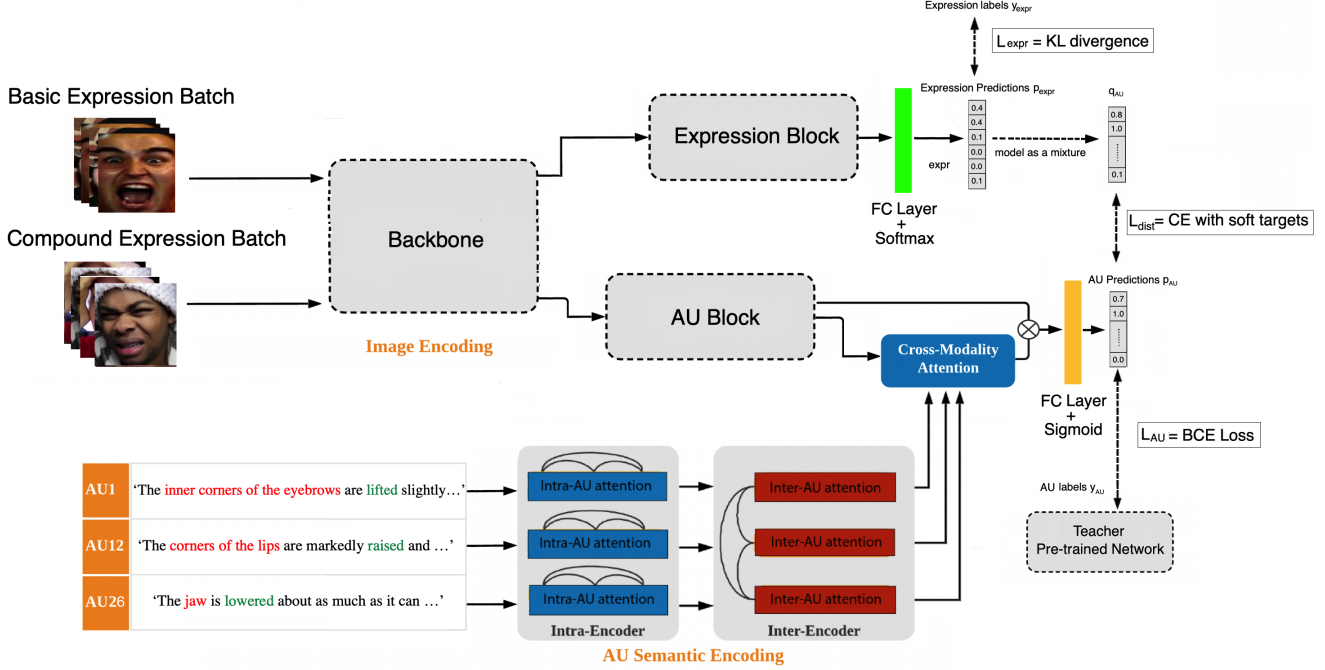 Expression labels y_expr
L_expr = KL divergence
Basic Expression Batch
Expression Predictions p_expr
q_AU
0.4
0.4
0.1
0.0
0.0
0.1
0.8
1.0
......
0.1
Expression Block
expr
model as a mixture
FC Layer
+
Softmax
Compound Expression Batch
Backbone
L_dist= CE with soft targets
AU Predictions p_AU
0.7
1.0
......
0.0
AU Block
Image Encoding
Cross-Modality
Attention
FC Layer
+
Sigmoid
L_AU = BCE Loss
AU1
‘The inner corners of the eyebrows are lifted slightly…’
Intra-AU attention
Inter-AU attention
AU labels y_AU
AU12
‘The corners of the lips are markedly raised and …’
Intra-AU attention
Inter-AU attention
Teacher
Pre-trained Network
AU26
‘The jaw is lowered about as much as it can …’
Intra-AU attention
Inter-AU attention
Intra-Encoder
Inter-Encoder
AU Semantic Encoding